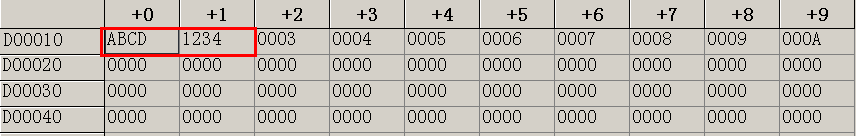 +0 +1 +2 +3 +4 +5 +6 +7 +8 +9
D00010 ABCD 1234 0003 0004 0005 0006 0007 0008 0009 000A
D00020 0000 0000 0000 0000 0000 0000 0000 0000 0000 0000
D00030 0000 0000 0000 0000 0000 0000 0000 0000 0000 0000
D00040 0000 0000 0000 0000 0000 0000 0000 0000 0000 0000